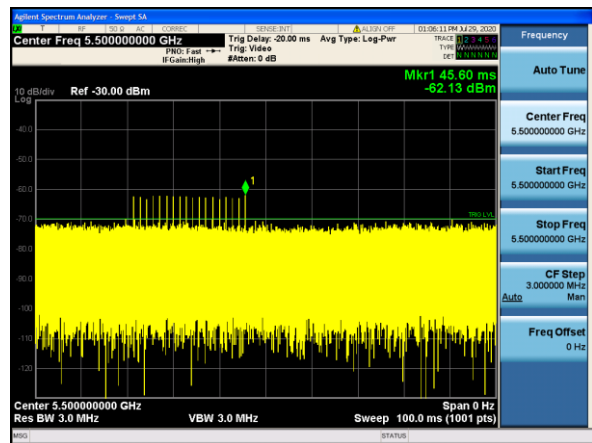 Agilent Spectrum Analyzer - Swept SA
T RF 50 Ω AC CORREC SENSE:INT ALIGN OFF 01:06:11 PM Jul 29, 2020
Center Freq 5.500000000 GHz
PNO: Fast
IFGain:High
Trig Delay: -20.00 ms
Trig: Video
#Atten: 0 dB
Avg Type: Log-Pwr
TRACE 1 2 3 4 5 6
TYPE
DET N N N N N N
Mkr1 45.60 ms
-62.13 dBm
10 dB/div Ref -30.00 dBm
Log
-40.0
-50.0
-60.0
1
-70.0
TRIG LVL
-80.0
-90.0
-100
-110
-120
Center 5.500000000 GHz Span 0 Hz
Res BW 3.0 MHz VBW 3.0 MHz Sweep 100.0 ms (1001 pts)
MSG STATUS
Frequency
Auto Tune
Center Freq
5.500000000 GHz
Start Freq
5.500000000 GHz
Stop Freq
5.500000000 GHz
CF Step
3.000000 MHz
Auto Man
Freq Offset
0 Hz